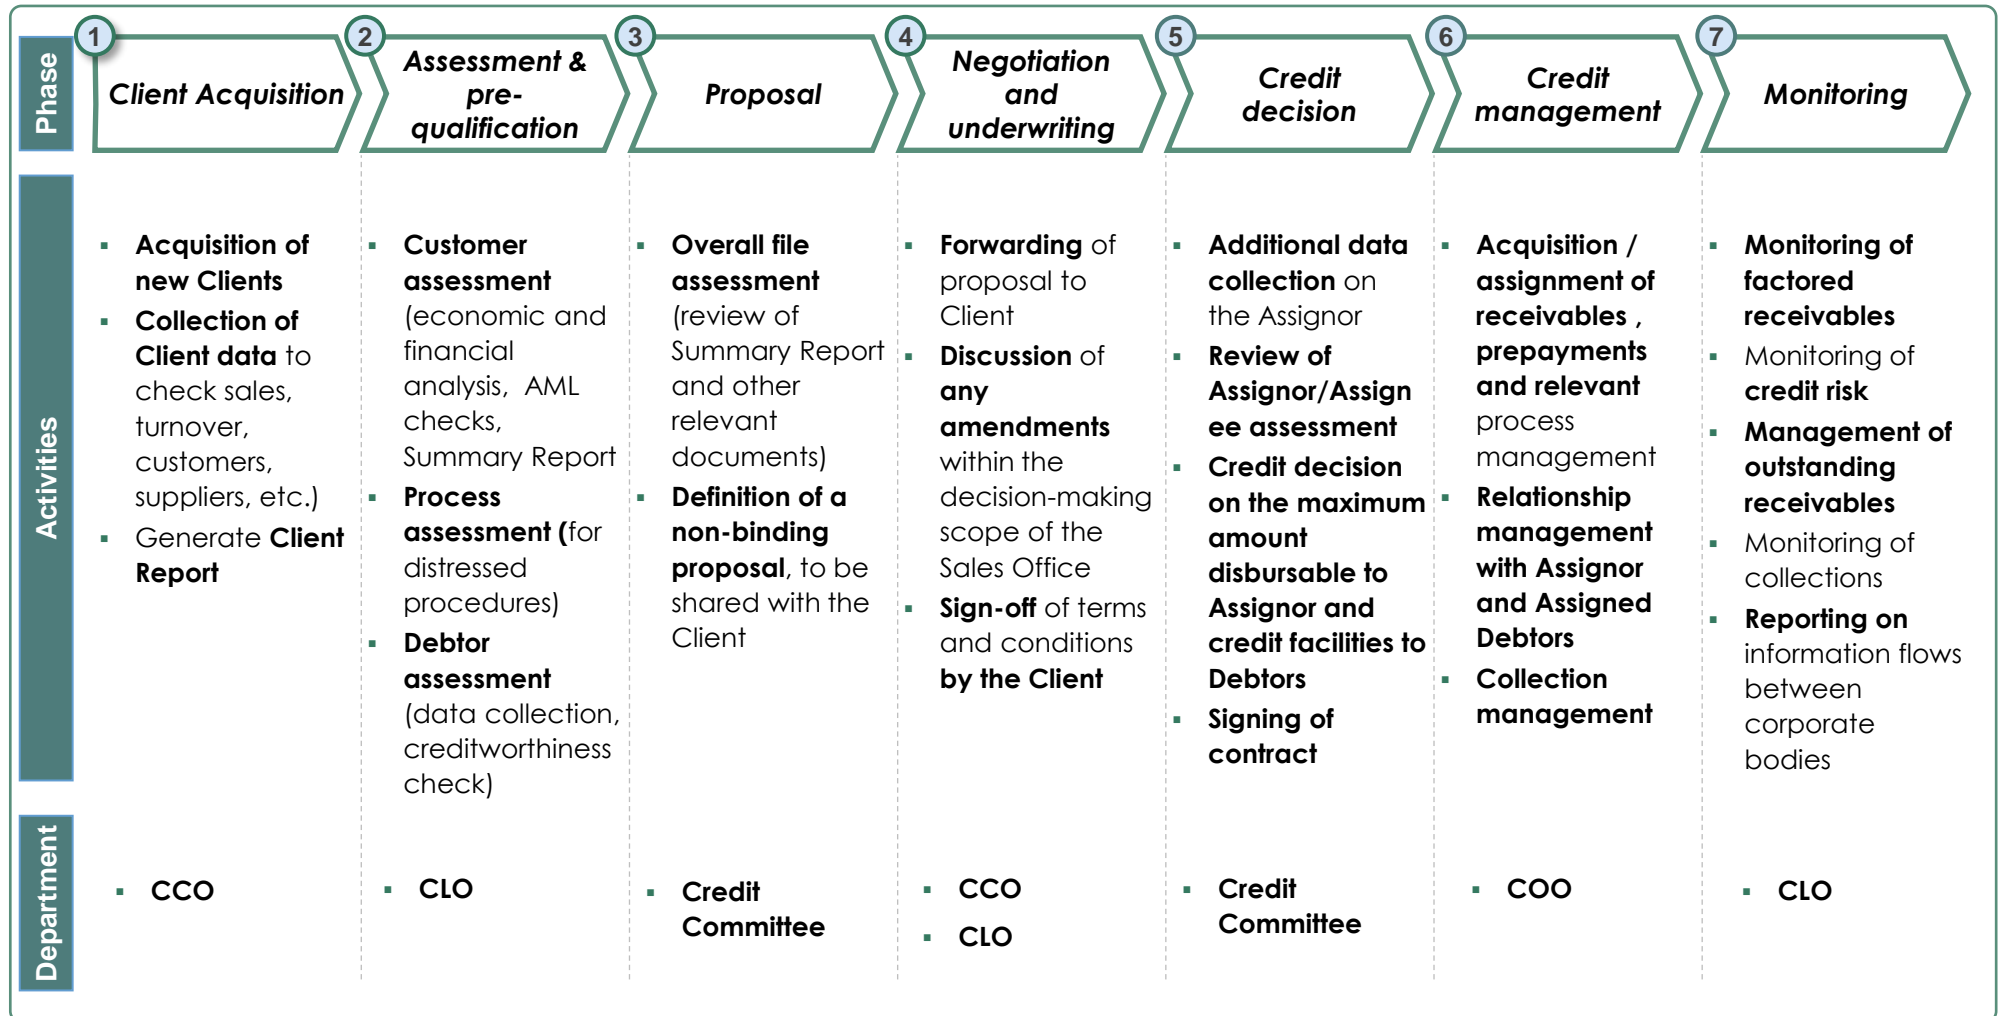 Phase
1
Client Acquisition
2
Assessment &
pre-
qualification
3
Proposal
4
Negotiation
and
underwriting
5
Credit
decision
6
Credit
management
7
Monitoring
Activities
▪ Acquisition of
new Clients
▪ Collection of
Client data to
check sales,
turnover,
customers,
suppliers, etc.)
▪ Generate Client
Report
▪ Customer
assessment
(economic and
financial
analysis, AML
checks,
Summary Report
▪ Process
assessment (for
distressed
procedures)
▪ Debtor
assessment
(data collection,
creditworthiness
check)
▪ Overall file
assessment
(review of
Summary Report
and other
relevant
documents)
▪ Definition of a
non-binding
proposal, to be
shared with the
Client
▪ Forwarding of
proposal to
Client
▪ Discussion of
any
amendments
within the
decision-making
scope of the
Sales Office
▪ Sign-off of terms
and conditions
by the Client
▪ Additional data
collection on
the Assignor
▪ Review of
Assignor/Assign
ee assessment
▪ Credit decision
on the maximum
amount
disbursable to
Assignor and
credit facilities to
Debtors
▪ Signing of
contract
▪ Acquisition /
assignment of
receivables ,
prepayments
and relevant
process
management
▪ Relationship
management
with Assignor
and Assigned
Debtors
▪ Collection
management
▪ Monitoring of
factored
receivables
▪ Monitoring of
credit risk
▪ Management of
outstanding
receivables
▪ Monitoring of
collections
▪ Reporting on
information flows
between
corporate
bodies
Department
▪ CCO
▪ CLO
▪ Credit
Committee
▪ CCO
▪ CLO
▪ Credit
Committee
▪ COO
▪ CLO